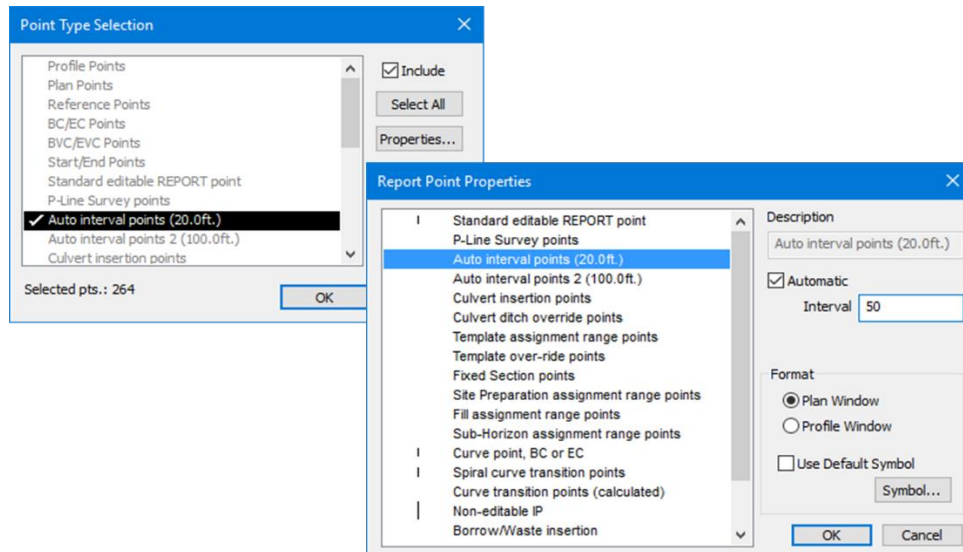 Point Type Selection
Profile Points
Plan Points
Reference Points
BC/EC Points
BVC/EVC Points
Start/End Points
Standard editable REPORT point
P-Line Survey points
Auto interval points (20.0ft.)
Auto interval points 2 (100.0ft.)
Culvert insertion points
Include
Select All
Properties...
Selected pts.: 264
OK
Report Point Properties
Standard editable REPORT point
P-Line Survey points
Auto interval points (20.0ft.)
Auto interval points 2 (100.0ft.)
Culvert insertion points
Culvert ditch override points
Template assignment range points
Template over-ride points
Fixed Section points
Site Preparation assignment range points
Fill assignment range points
Sub-Horizon assignment range points
Curve point, BC or EC
Spiral curve transition points
Curve transition points (calculated)
Non-editable IP
Borrow/Waste insertion
Description
Auto interval points (20.0ft.)
Automatic
Interval 50
Format
Plan Window
Profile Window
Use Default Symbol
Symbol...
OK Cancel